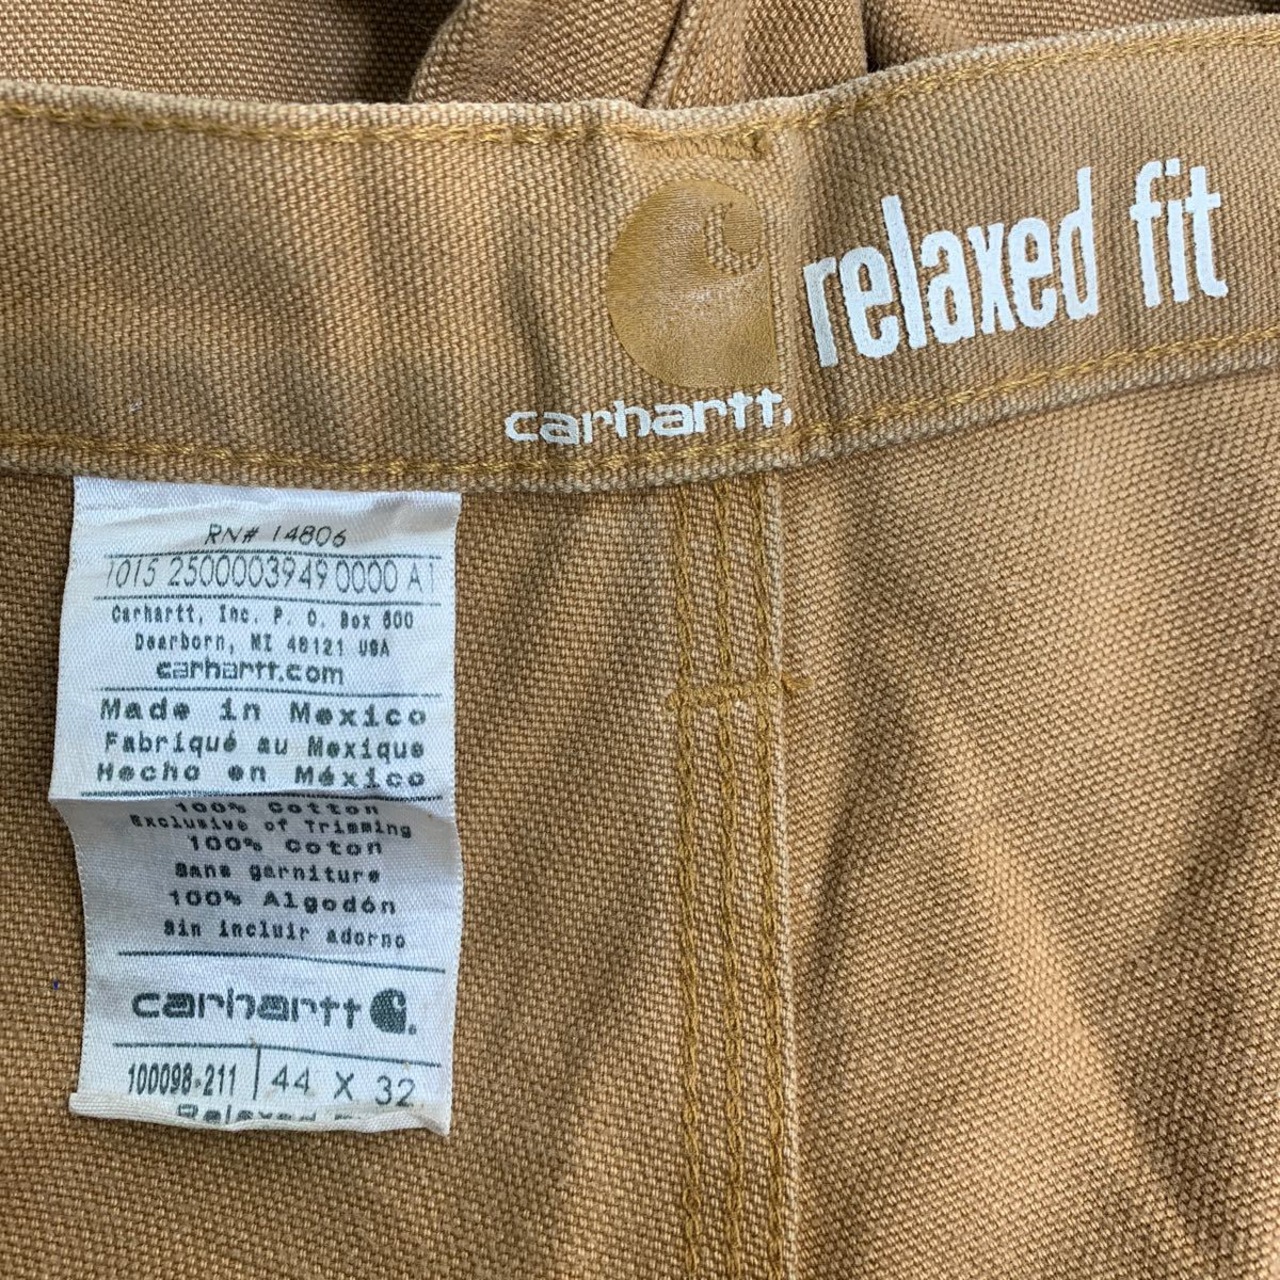 relaxed fit
carhartt.
RN# 14806
1015 2500003949 0000 A1
Carhartt, Inc. P. O. Box 600
Dearborn, MI 48121 USA
carhartt.com
Made in Mexico
Fabriqué au Mexique
Hecho en México
100% Cotton
Exclusive of Trimming
100% Coton
Sans garniture
100% Algodón
Sin incluir adorno
carhartt
100098-211 44 X 32
Relaxed